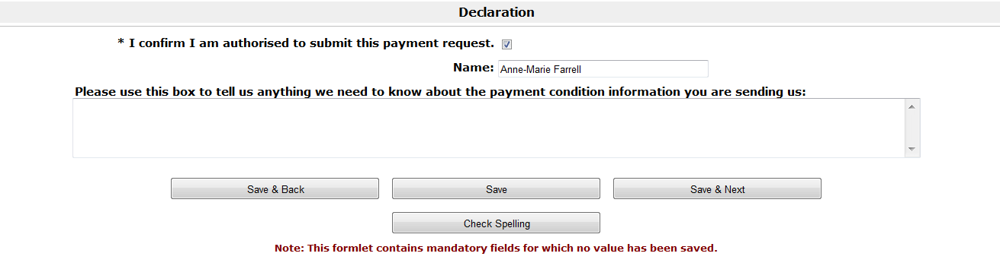 Declaration
* I confirm I am authorised to submit this payment request.
Name: Anne-Marie Farrell
Please use this box to tell us anything we need to know about the payment condition information you are sending us:
Save & Back Save Save & Next
Check Spelling
Note: This formlet contains mandatory fields for which no value has been saved.